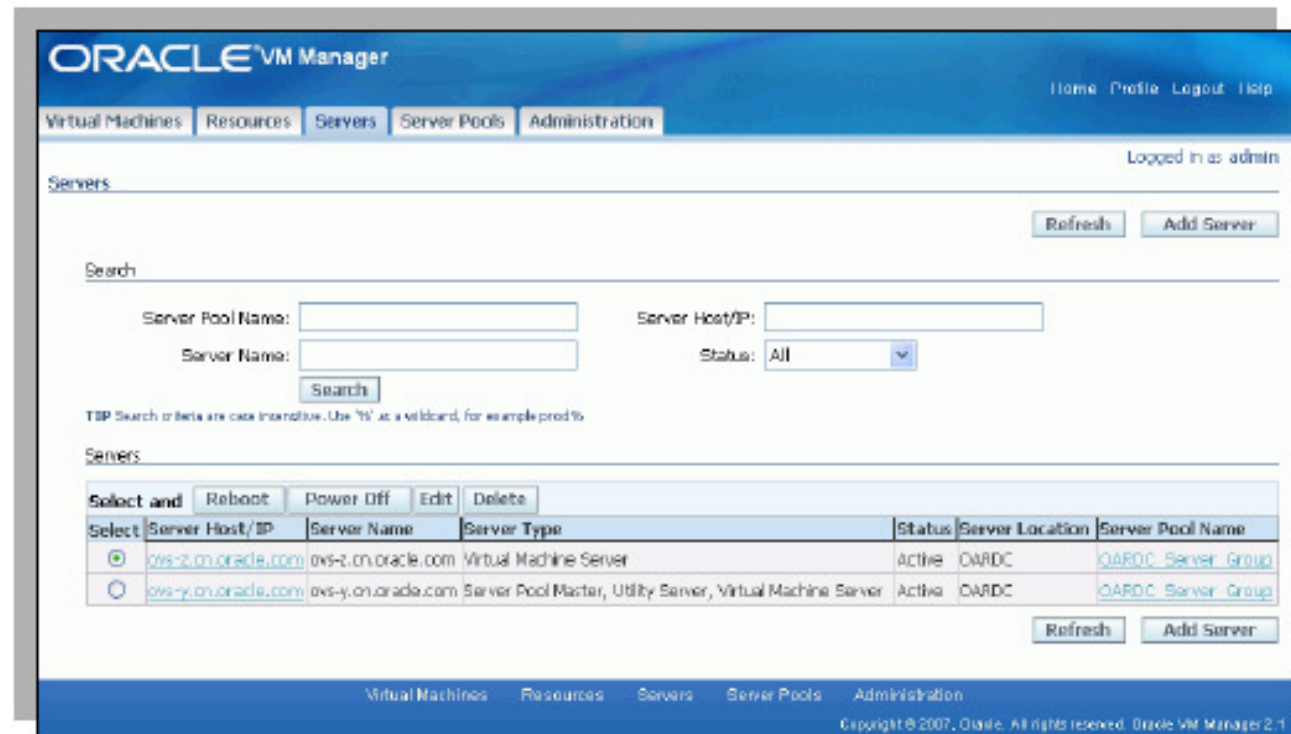 ORACLE VM Manager
Home Profile Logout Help
Virtual Machines Resources Servers Server Pools Administration
Logged in as admin
Servers
Refresh Add Server
Search
Server Pool Name: Server Host/IP:
Server Name: Status: All
Search
TIP Search criteria are case insensitive. Use '%' as a wildcard, for example prod%
Servers
Select and Reboot Power Off Edit Delete
Select Server Host/IP Server Name Server Type Status Server Location Server Pool Name
ovs-z.cn.oracle.com ovs-z.cn.oracle.com Virtual Machine Server Active OARDC OARDC Server Group
ovs-y.cn.oracle.com ovs-y.cn.oracle.com Server Pool Master, Utility Server, Virtual Machine Server Active OARDC OARDC Server Group
Refresh Add Server
Virtual Machines Resources Servers Server Pools Administration
Copyright © 2007, Oracle. All rights reserved. Oracle VM Manager 2.1